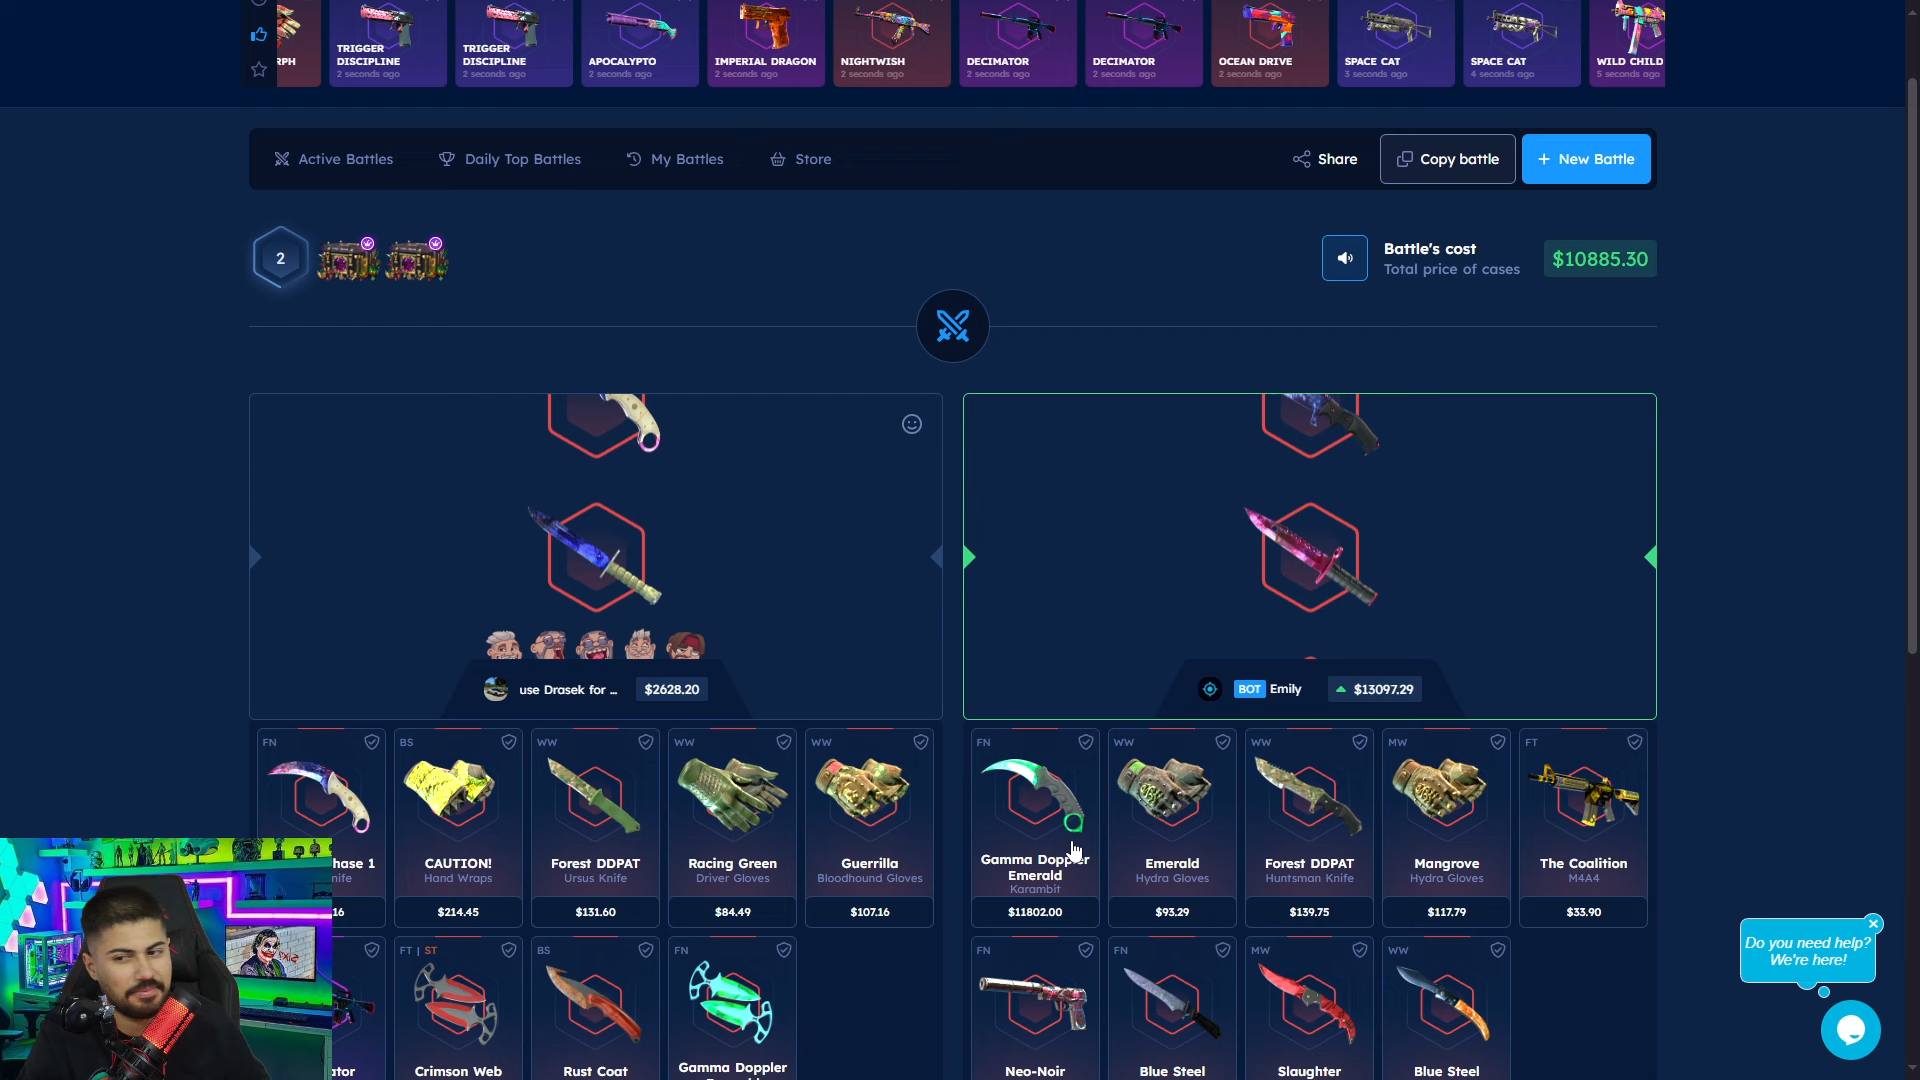 RPH
TRIGGER
DISCIPLINE
2 seconds ago
TRIGGER
DISCIPLINE
2 seconds ago
APOCALYPTO
2 seconds ago
IMPERIAL DRAGON
2 seconds ago
NIGHTWISH
2 seconds ago
DECIMATOR
2 seconds ago
DECIMATOR
2 seconds ago
OCEAN DRIVE
2 seconds ago
SPACE CAT
3 seconds ago
SPACE CAT
4 seconds ago
WILD CHILD
5 seconds ago
Active Battles
Daily Top Battles
My Battles
Store
Share
Copy battle
+ New Battle
2
Battle's cost
Total price of cases
$10885.30
use Drasek for ...
$2628.20
BOT Emily
$13097.29
FN
hase 1
nife
16
BS
CAUTION!
Hand Wraps
$214.45
WW
Forest DDPAT
Ursus Knife
$131.60
WW
Racing Green
Driver Gloves
$84.49
WW
Guerrilla
Bloodhound Gloves
$107.16
FN
Gamma Doppler
Emerald
Karambit
$11802.00
WW
Emerald
Hydra Gloves
$93.29
WW
Forest DDPAT
Huntsman Knife
$139.75
MW
Mangrove
Hydra Gloves
$117.79
FT
The Coalition
M4A4
$33.90
ator
FT | ST
Crimson Web
BS
Rust Coat
FN
Gamma Doppler
FN
Neo-Noir
FN
Blue Steel
MW
Slaughter
WW
Blue Steel
Do you need help?
We're here!